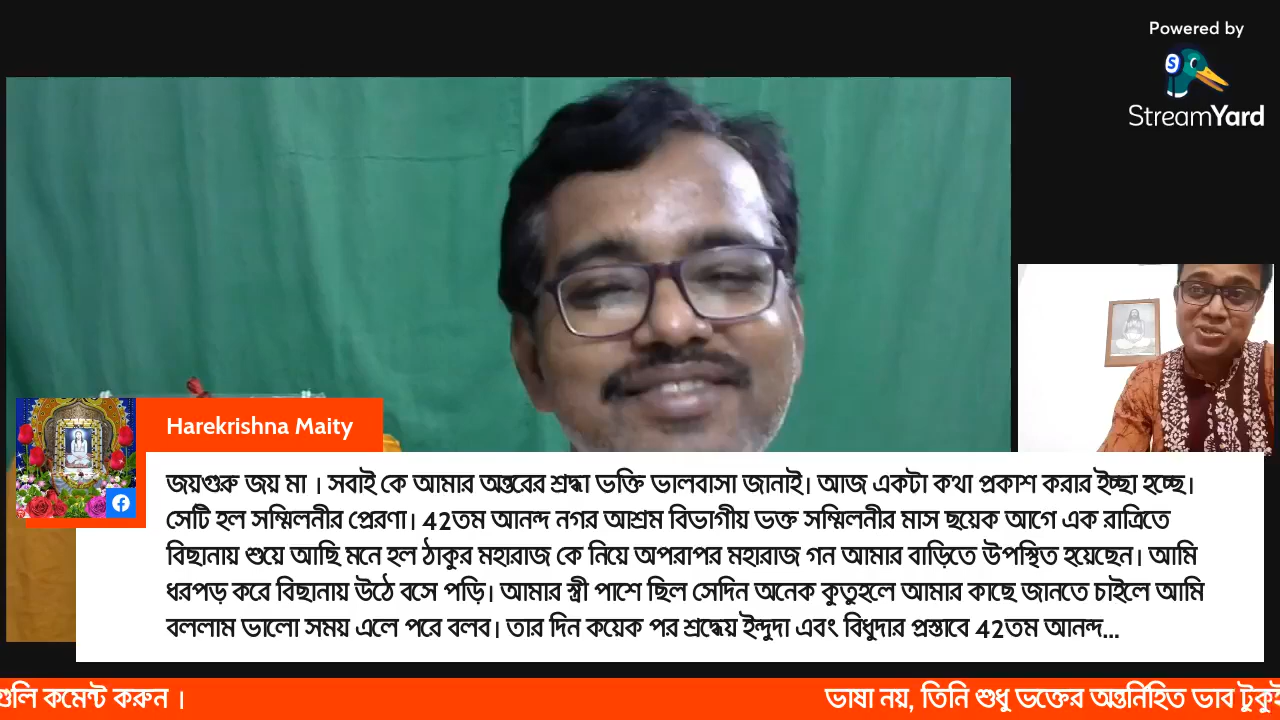 Powered by
StreamYard
Harekrishna Maity
জয়গুরু জয় মা । সবাই কে আমার অন্তরের শ্রদ্ধা ভক্তি ভালবাসা জানাই। আজ একটা কথা প্রকাশ করার ইচ্ছা হচ্ছে।
সেটি হল সম্মিলনীর প্রেরণা। 42তম আনন্দ নগর আশ্রম বিভাগীয় ভক্ত সম্মিলনীর মাস ছয়েক আগে এক রাত্রিতে
বিছানায় শুয়ে আছি মনে হল ঠাকুর মহারাজ কে নিয়ে অপরাপর মহারাজ গন আমার বাড়িতে উপস্থিত হয়েছেন। আমি
ধরপড় করে বিছানায় উঠে বসে পড়ি। আমার স্ত্রী পাশে ছিল সেদিন অনেক কুতুহলে আমার কাছে জানতে চাইলে আমি
বললাম ভালো সময় এলে পরে বলব। তার দিন কয়েক পর শ্রদ্ধেয় ইন্দুদা এবং বিধুদার প্রস্তাবে 42তম আনন্দ...
গুলি কমেন্ট করুন । ভাষা নয়, তিনি শুধু ভক্তের অন্তর্নিহিত ভাব টুকুই